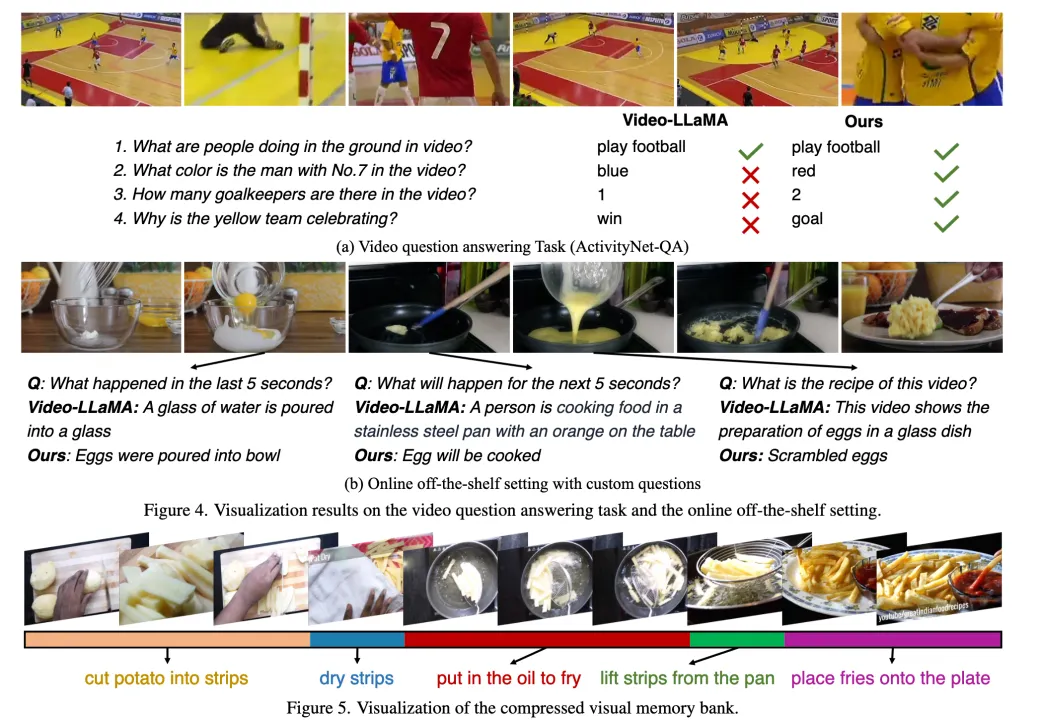 7
Video-LLaMA Ours
1. What are people doing in the ground in video? play football play football
2. What color is the man with No.7 in the video? blue red
3. How many goalkeepers are there in the video? 1 2
4. Why is the yellow team celebrating? win goal
(a) Video question answering Task (ActivityNet-QA)
Q: What happened in the last 5 seconds?
Video-LLaMA: A glass of water is poured
into a glass
Ours: Eggs were poured into bowl
Q: What will happen for the next 5 seconds?
Video-LLaMA: A person is cooking food in a
stainless steel pan with an orange on the table
Ours: Egg will be cooked
Q: What is the recipe of this video?
Video-LLaMA: This video shows the
preparation of eggs in a glass dish
Ours: Scrambled eggs
(b) Online off-the-shelf setting with custom questions
Figure 4. Visualization results on the video question answering task and the online off-the-shelf setting.
youtube/greatindianfoodrecipes
cut potato into strips
dry strips
put in the oil to fry
lift strips from the pan
place fries onto the plate
Figure 5. Visualization of the compressed visual memory bank.